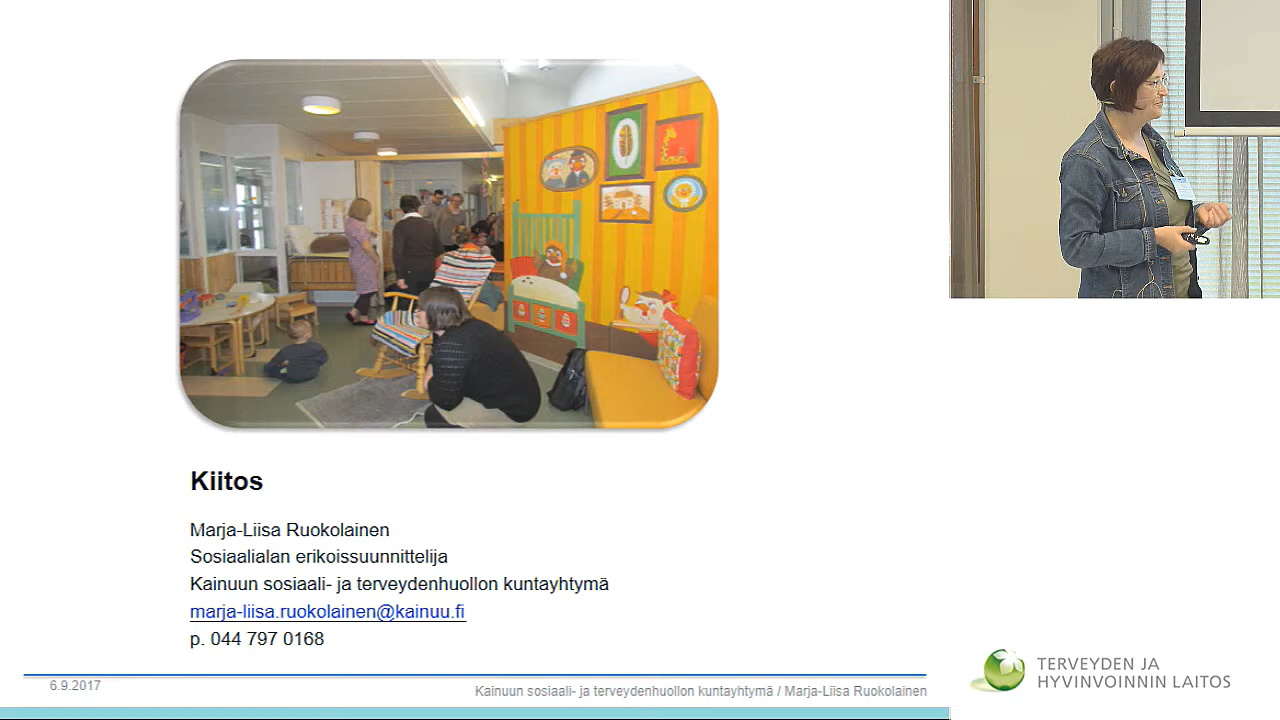 Kiitos
Marja-Liisa Ruokolainen
Sosiaalialan erikoissuunnittelija
Kainuun sosiaali- ja terveydenhuollon kuntayhtymä
marja-liisa.ruokolainen@kainuu.fi
p. 044 797 0168
6.9.2017
Kainuun sosiaali- ja terveydenhuollon kuntayhtymä / Marja-Liisa Ruokolainen
TERVEYDEN JA
HYVINVOINNIN LAITOS